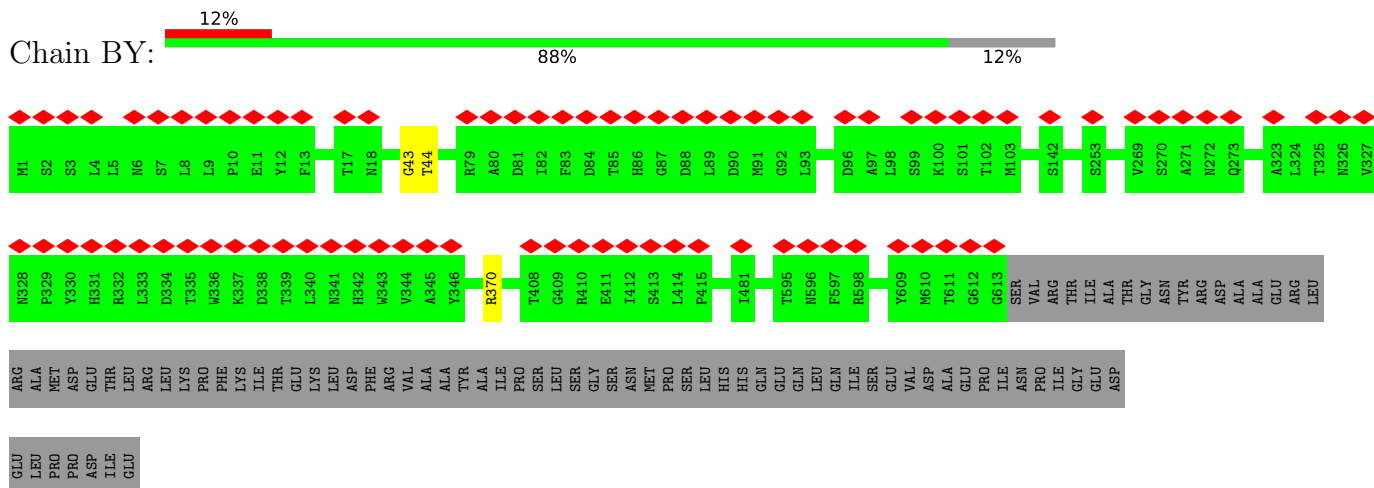 12%
Chain BY:
88% 12%
M1 S2 S3 L4 L5 N6 S7 L8 L9 P10 E11 Y12 F13 T17 N18 G43 T44 R79 A80 D81 I82 F83 D84 T85 H86 G87 D88 L89 D90 M91 G92 L93 D96 A97 L98 S99 K100 S101 T102 M103 S142 S253 V269 S270 A271 N272 Q273 A323 L324 T325 N326 V327
N328 P329 Y330 H331 R332 L333 D334 T335 W336 K337 D338 T339 L340 N341 H342 W343 V344 A345 Y346 R370 T408 G409 R410 E411 I412 S413 L414 P415 I481 T595 N596 F597 R598 Y609 M610 T611 G612 G613 SER VAL ARG THR ILE ALA THR GLY ASN TYR ARG ASP ALA ALA GLU ARG LEU
ARG ALA MET ASP GLU THR LEU ARG LEU LYS PRO PHE LYS ILE THR GLU LYS LEU ASP PHE ARG VAL ALA ALA TYR ALA ILE PRO SER LEU SER GLY SER ASN MET PRO SER LEU HIS HIS GLN GLU GLN LEU GLN ILE SER GLU VAL ASP ALA GLU PRO ILE ASN PRO ILE GLY GLU ASP
GLU LEU PRO PRO ASP ILE GLU